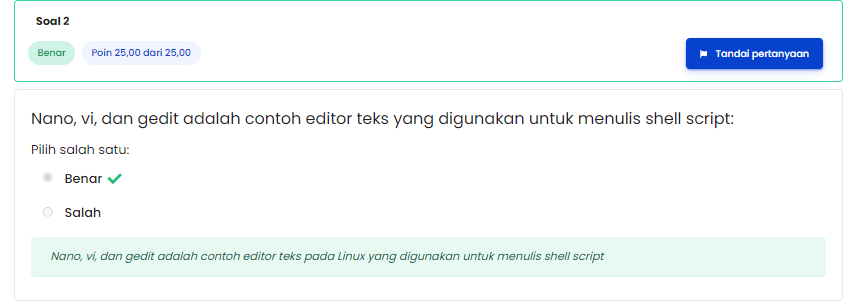 Soal 2
Benar
Poin 25,00 dari 25,00
Tandai pertanyaan
Nano, vi, dan gedit adalah contoh editor teks yang digunakan untuk menulis shell script:
Pilih salah satu:
Benar
Salah
Nano, vi, dan gedit adalah contoh editor teks pada Linux yang digunakan untuk menulis shell script